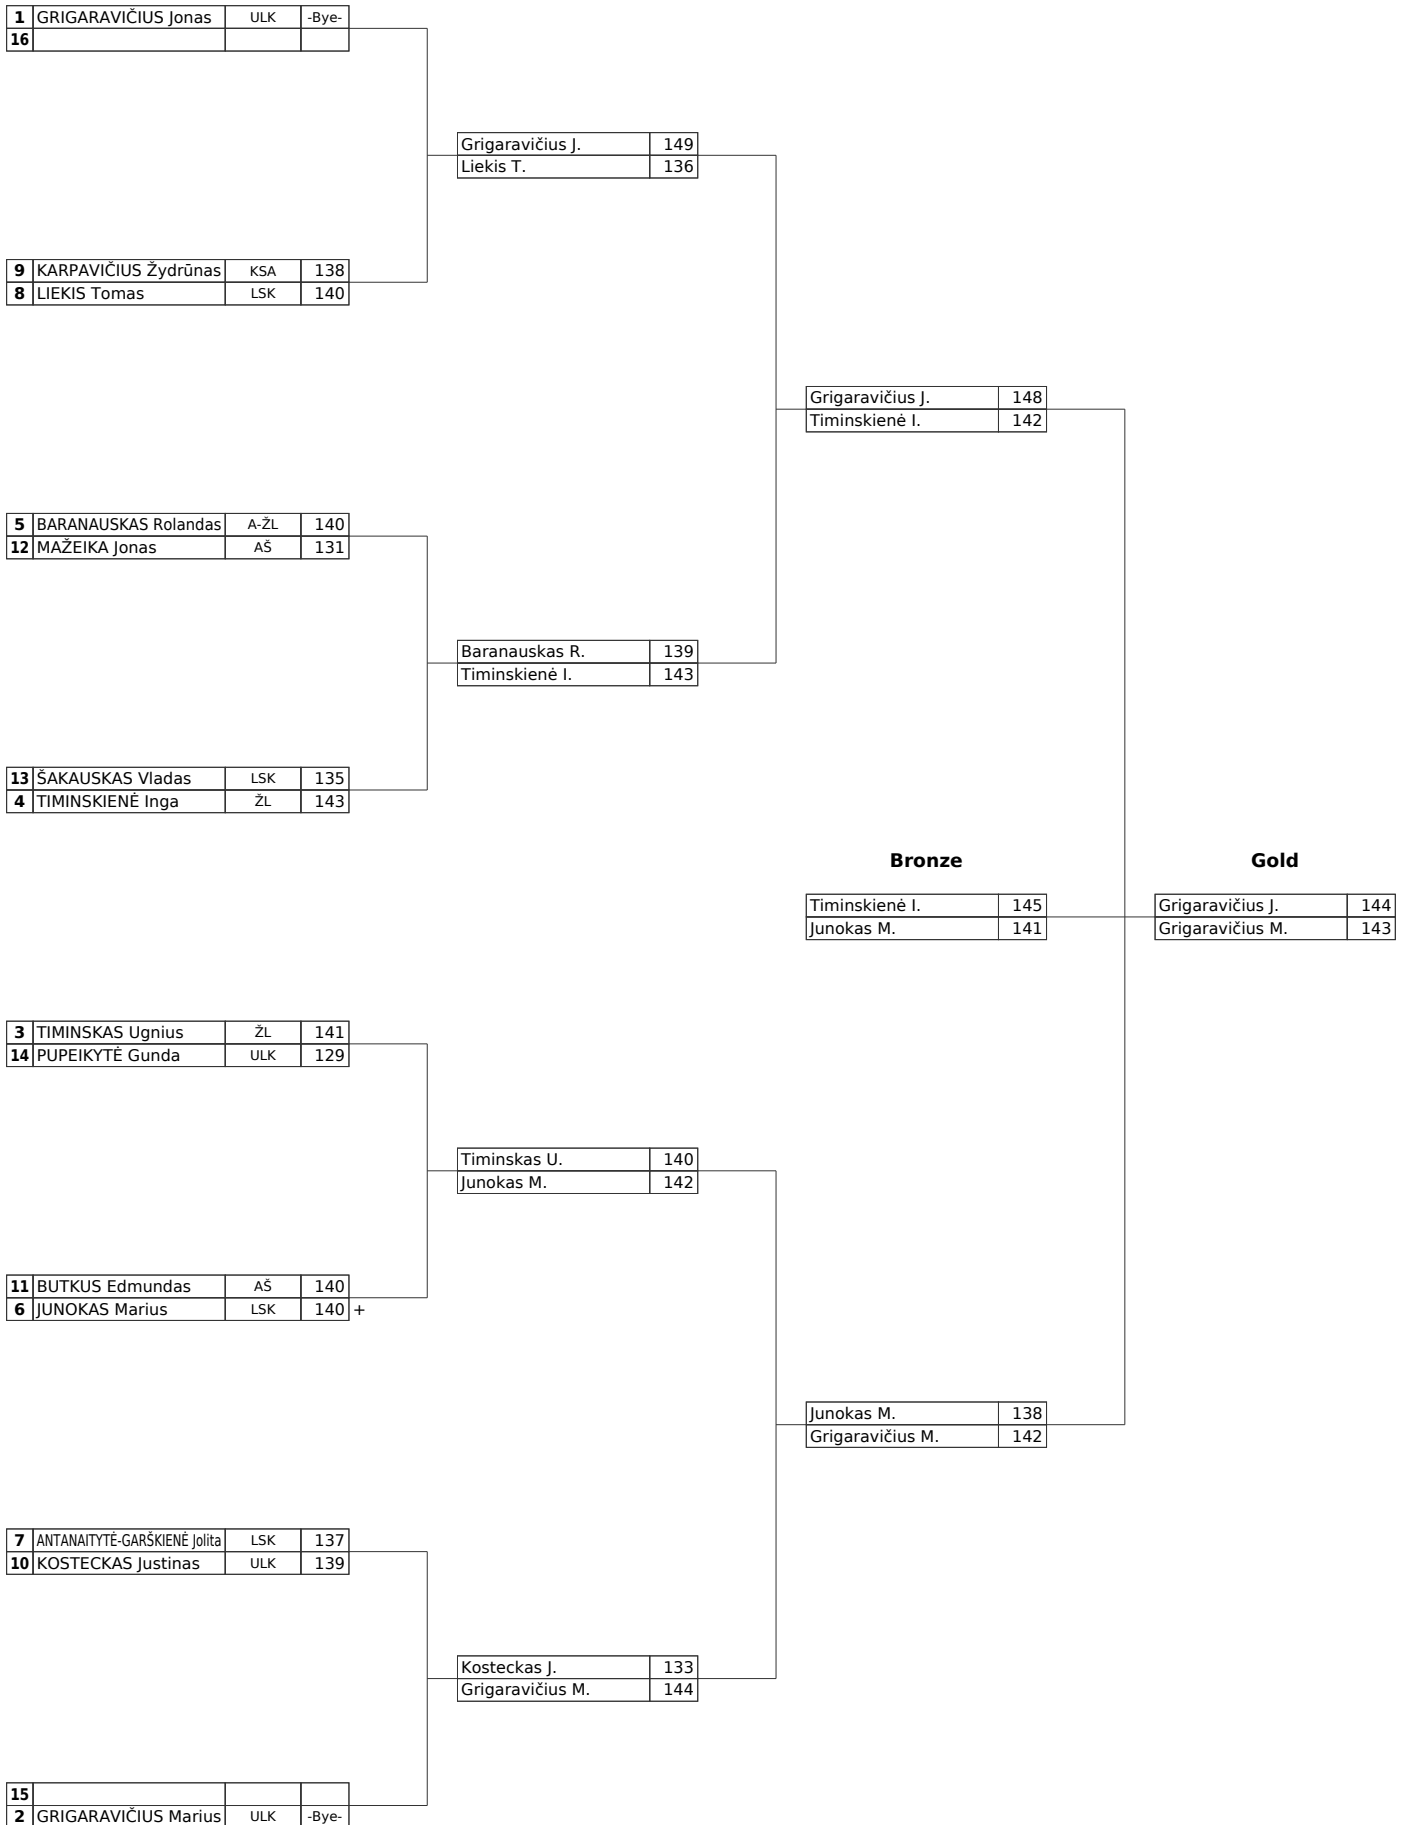 1 GRIGARAVIČIUS Jonas ULK -Bye-
16
Grigaravičius J. 149
Liekis T. 136
9 KARPAVIČIUS Žydrūnas KSA 138
8 LIEKIS Tomas LSK 140
Grigaravičius J. 148
Timinskienė I. 142
5 BARANAUSKAS Rolandas A-ŽL 140
12 MAŽEIKA Jonas AŠ 131
Baranauskas R. 139
Timinskienė I. 143
13 ŠAKAUSKAS Vladas LSK 135
4 TIMINSKIENĖ Inga ŽL 143
Bronze Gold
Timinskienė I. 145 Grigaravičius J. 144
Junokas M. 141 Grigaravičius M. 143
3 TIMINSKAS Ugnius ŽL 141
14 PUPEIKYTĖ Gunda ULK 129
Timinskas U. 140
Junokas M. 142
11 BUTKUS Edmundas AŠ 140
6 JUNOKAS Marius LSK 140 +
Junokas M. 138
Grigaravičius M. 142
7 ANTANAITYTĖ-GARŠKIENĖ Jolita LSK 137
10 KOSTECKAS Justinas ULK 139
Kosteckas J. 133
Grigaravičius M. 144
15
2 GRIGARAVIČIUS Marius ULK -Bye-